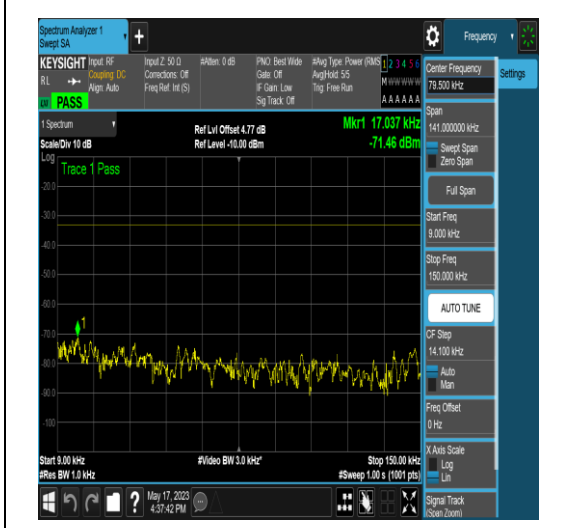 Spectrum Analyzer 1
Swept SA
+
Frequency
KEYSIGHT
RL
PASS
Input: RF
Coupling: DC
Align: Auto
Input Z: 50 Ω
Corrections: Off
Freq Ref: Int (S)
#Atten: 0 dB
PNO: Best Wide
Gate: Off
IF Gain: Low
Sig Track: Off
#Avg Type: Power (RMS
Avg|Hold: 5/5
Trig: Free Run
1 2 3 4 5 6
M W W W W W
A A A A A A
1 Spectrum
Scale/Div 10 dB
Ref Lvl Offset 4.77 dB
Ref Level -10.00 dBm
Mkr1 17.037 kHz
-71.46 dBm
Log
Trace 1 Pass
-20.0
-30.0
-40.0
-50.0
-60.0
-70.0
-80.0
-90.0
-100
1
Start 9.00 kHz
#Res BW 1.0 kHz
#Video BW 3.0 kHz*
Stop 150.00 kHz
#Sweep 1.00 s (1001 pts)
Center Frequency
79.500 kHz
Settings
Span
141.000000 kHz
Swept Span
Zero Span
Full Span
Start Freq
9.000 kHz
Stop Freq
150.000 kHz
AUTO TUNE
CF Step
14.100 kHz
Auto
Man
Freq Offset
0 Hz
X Axis Scale
Log
Lin
Signal Track
(Span Zoom)
?
May 17, 2023
4:37:42 PM